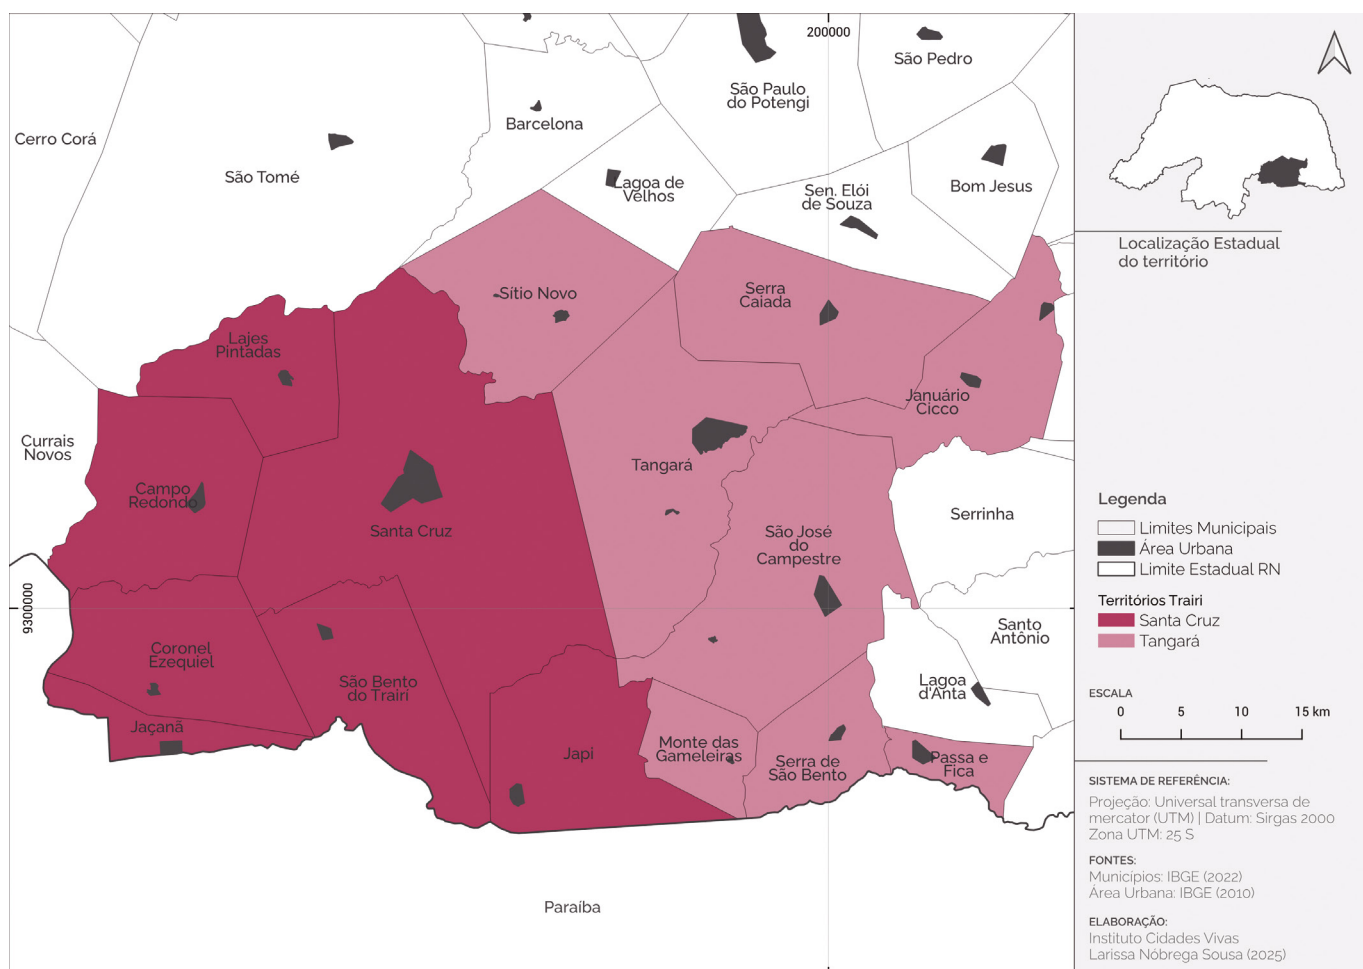 200000
São Pedro
São Paulo
do Potengi
Cerro Corá
Barcelona
São Tomé
Lagoa de
Velhos
Sen. Elói
de Souza
Bom Jesus
Sítio Novo
Serra
Caiada
Lajes
Pintadas
Januário
Cicco
Currais
Novos
Tangará
Campo
Redondo
Santa Cruz
São José
do
Campestre
Serrinha
9300000
Santo
Antônio
Coronel
Ezequiel
São Bento
do Trairi
Lagoa
d'Anta
Jaçanã
Japi
Monte das
Gameleiras
Serra de
São Bento
Passa e
Fica
Paraíba
Localização Estadual
do território
Legenda
Limites Municipais
Área Urbana
Limite Estadual RN
Territórios Trairi
Santa Cruz
Tangará
ESCALA
0 5 10 15 km
SISTEMA DE REFERÊNCIA:
Projeção: Universal transversa de
mercator (UTM) | Datum: Sirgas 2000
Zona UTM: 25 S
FONTES:
Municípios: IBGE (2022)
Área Urbana: IBGE (2010)
ELABORAÇÃO:
Instituto Cidades Vivas
Larissa Nóbrega Sousa (2025)